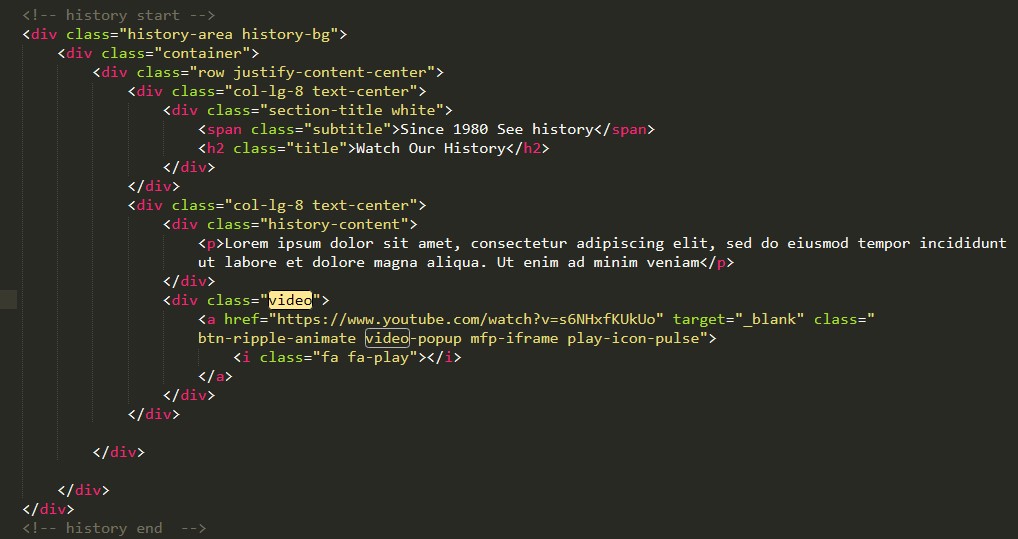 <!-- history start -->
<div class="history-area history-bg">
<div class="container">
<div class="row justify-content-center">
<div class="col-lg-8 text-center">
<div class="section-title white">
<span class="subtitle">Since 1980 See history</span>
<h2 class="title">Watch Our History</h2>
</div>
</div>
<div class="col-lg-8 text-center">
<div class="history-content">
<p>Lorem ipsum dolor sit amet, consectetur adipiscing elit, sed do eiusmod tempor incididunt
ut labore et dolore magna aliqua. Ut enim ad minim veniam</p>
</div>
<div class="video">
<a href="https://www.youtube.com/watch?v=s6NHxfKUkUo" target="_blank" class="
btn-ripple-animate video-popup mfp-iframe play-icon-pulse">
<i class="fa fa-play"></i>
</a>
</div>
</div>
</div>
</div>
</div>
<!-- history end  -->